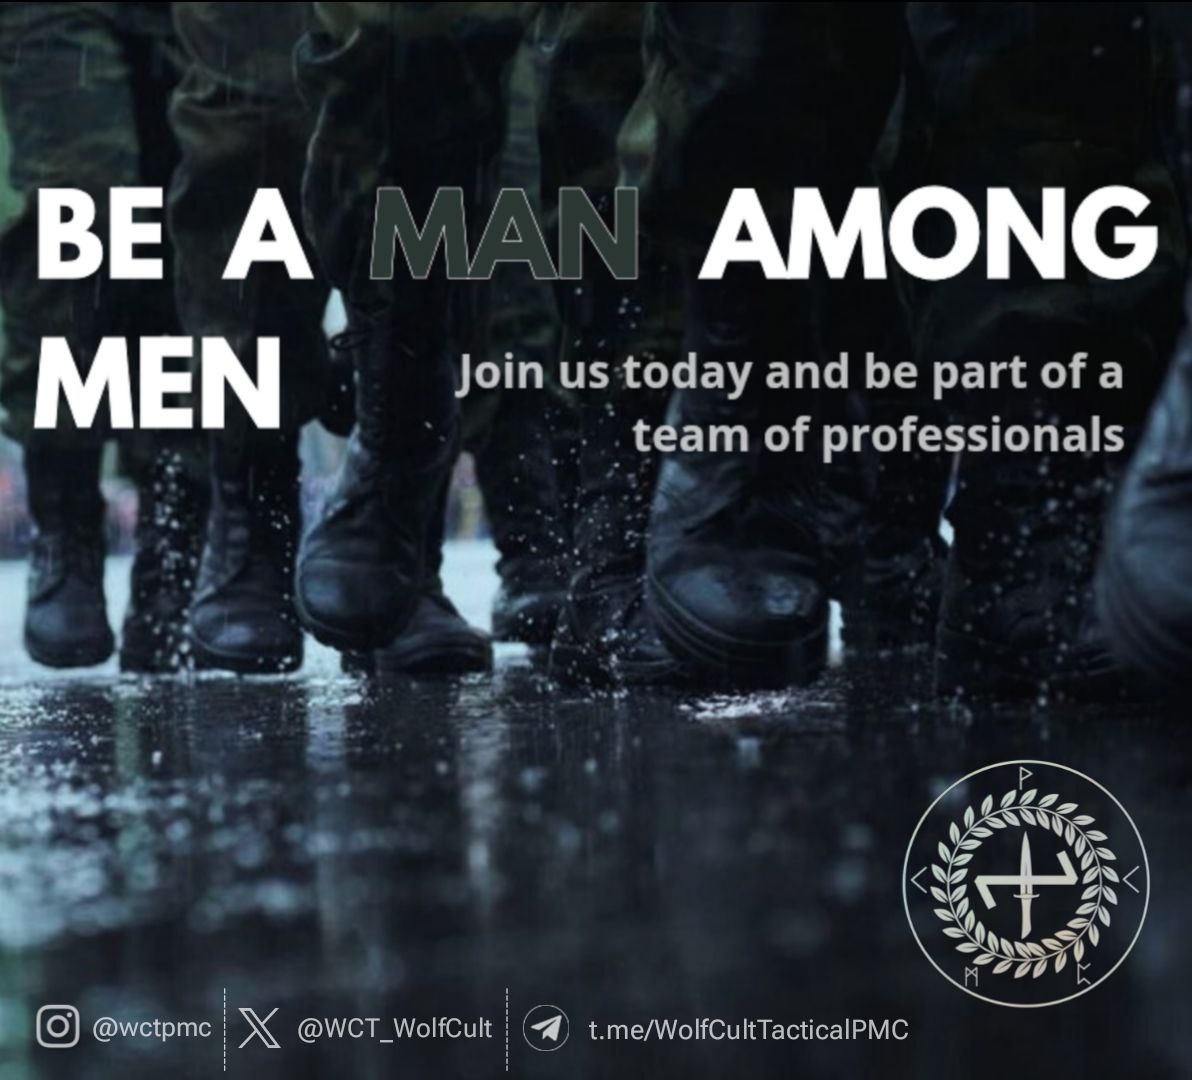 BE A MAN AMONG
MEN
Join us today and be part of a
team of professionals
ᚹ
ᚲ ᚲ
ᛗ ᛈ
@wctpmc
@WCT_WolfCult
t.me/WolfCultTacticalPMC